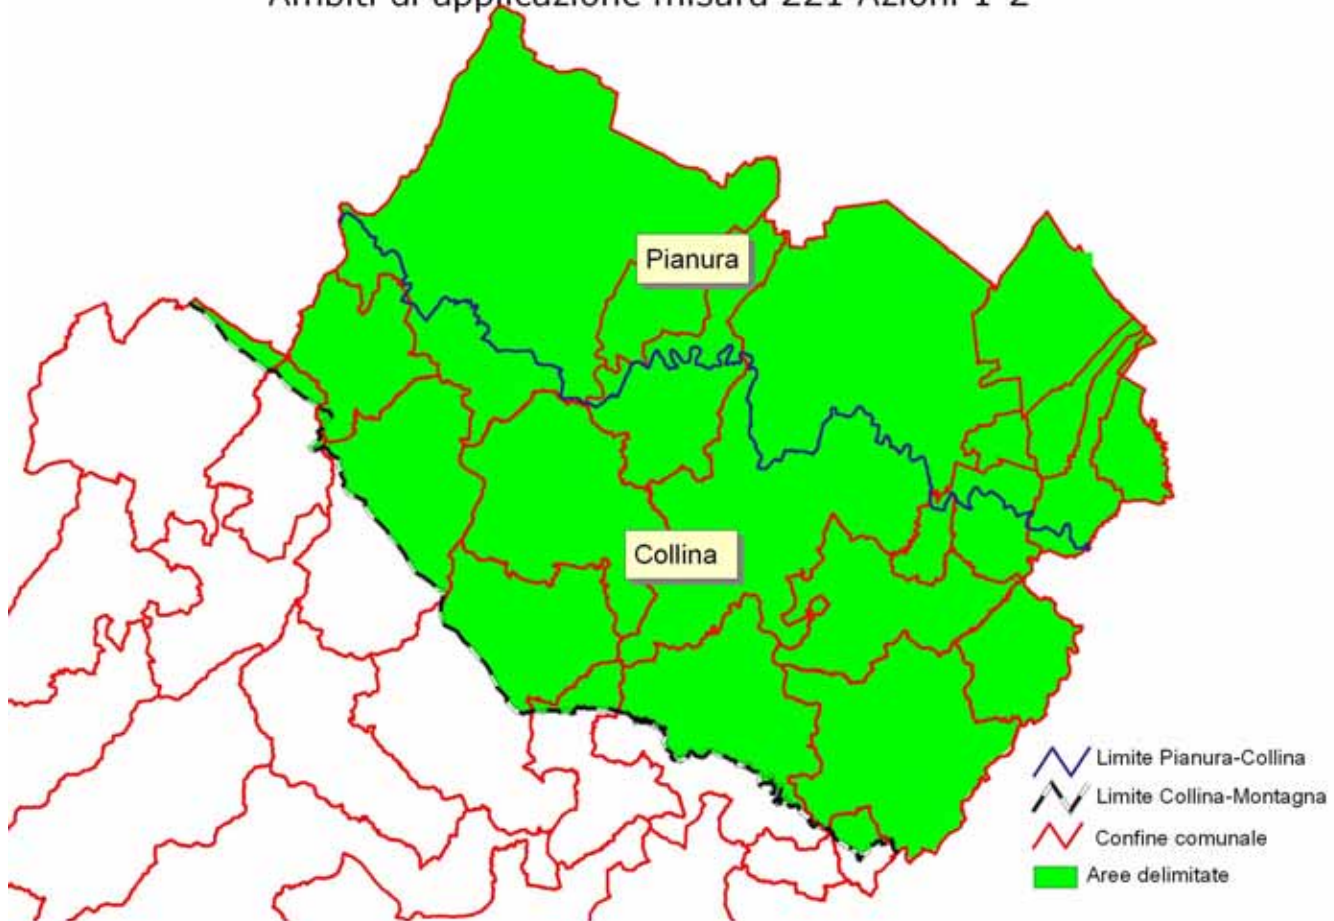 Ambiti di applicazione misura 221 Azioni 1-2
Pianura
Collina
Limite Pianura-Collina
Limite Collina-Montagna
Confine comunale
Aree delimitate